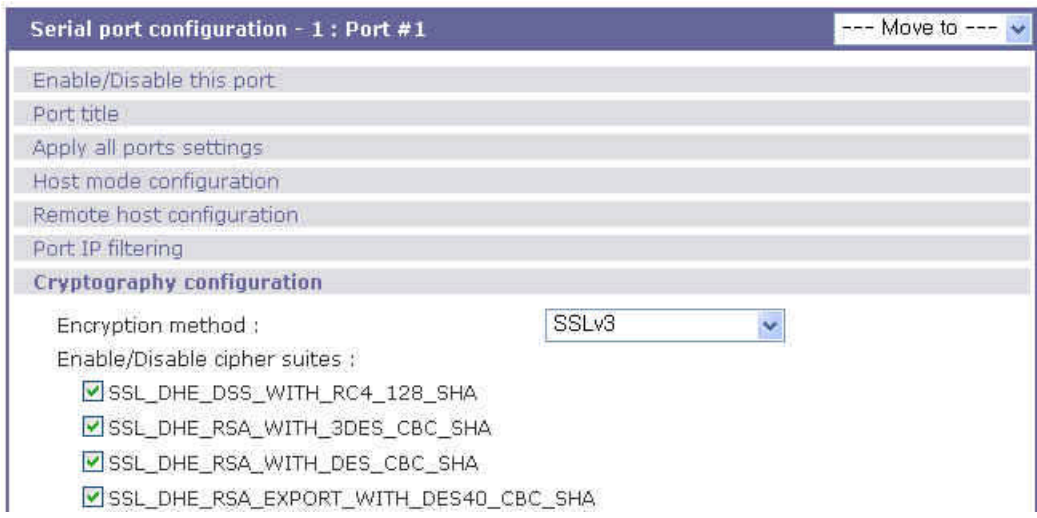 Serial port configuration - 1 : Port #1 --- Move to ---
Enable/Disable this port
Port title
Apply all ports settings
Host mode configuration
Remote host configuration
Port IP filtering
Cryptography configuration
Encryption method : SSLv3
Enable/Disable cipher suites :
SSL_DHE_DSS_WITH_RC4_128_SHA
SSL_DHE_RSA_WITH_3DES_CBC_SHA
SSL_DHE_RSA_WITH_DES_CBC_SHA
SSL_DHE_RSA_EXPORT_WITH_DES40_CBC_SHA